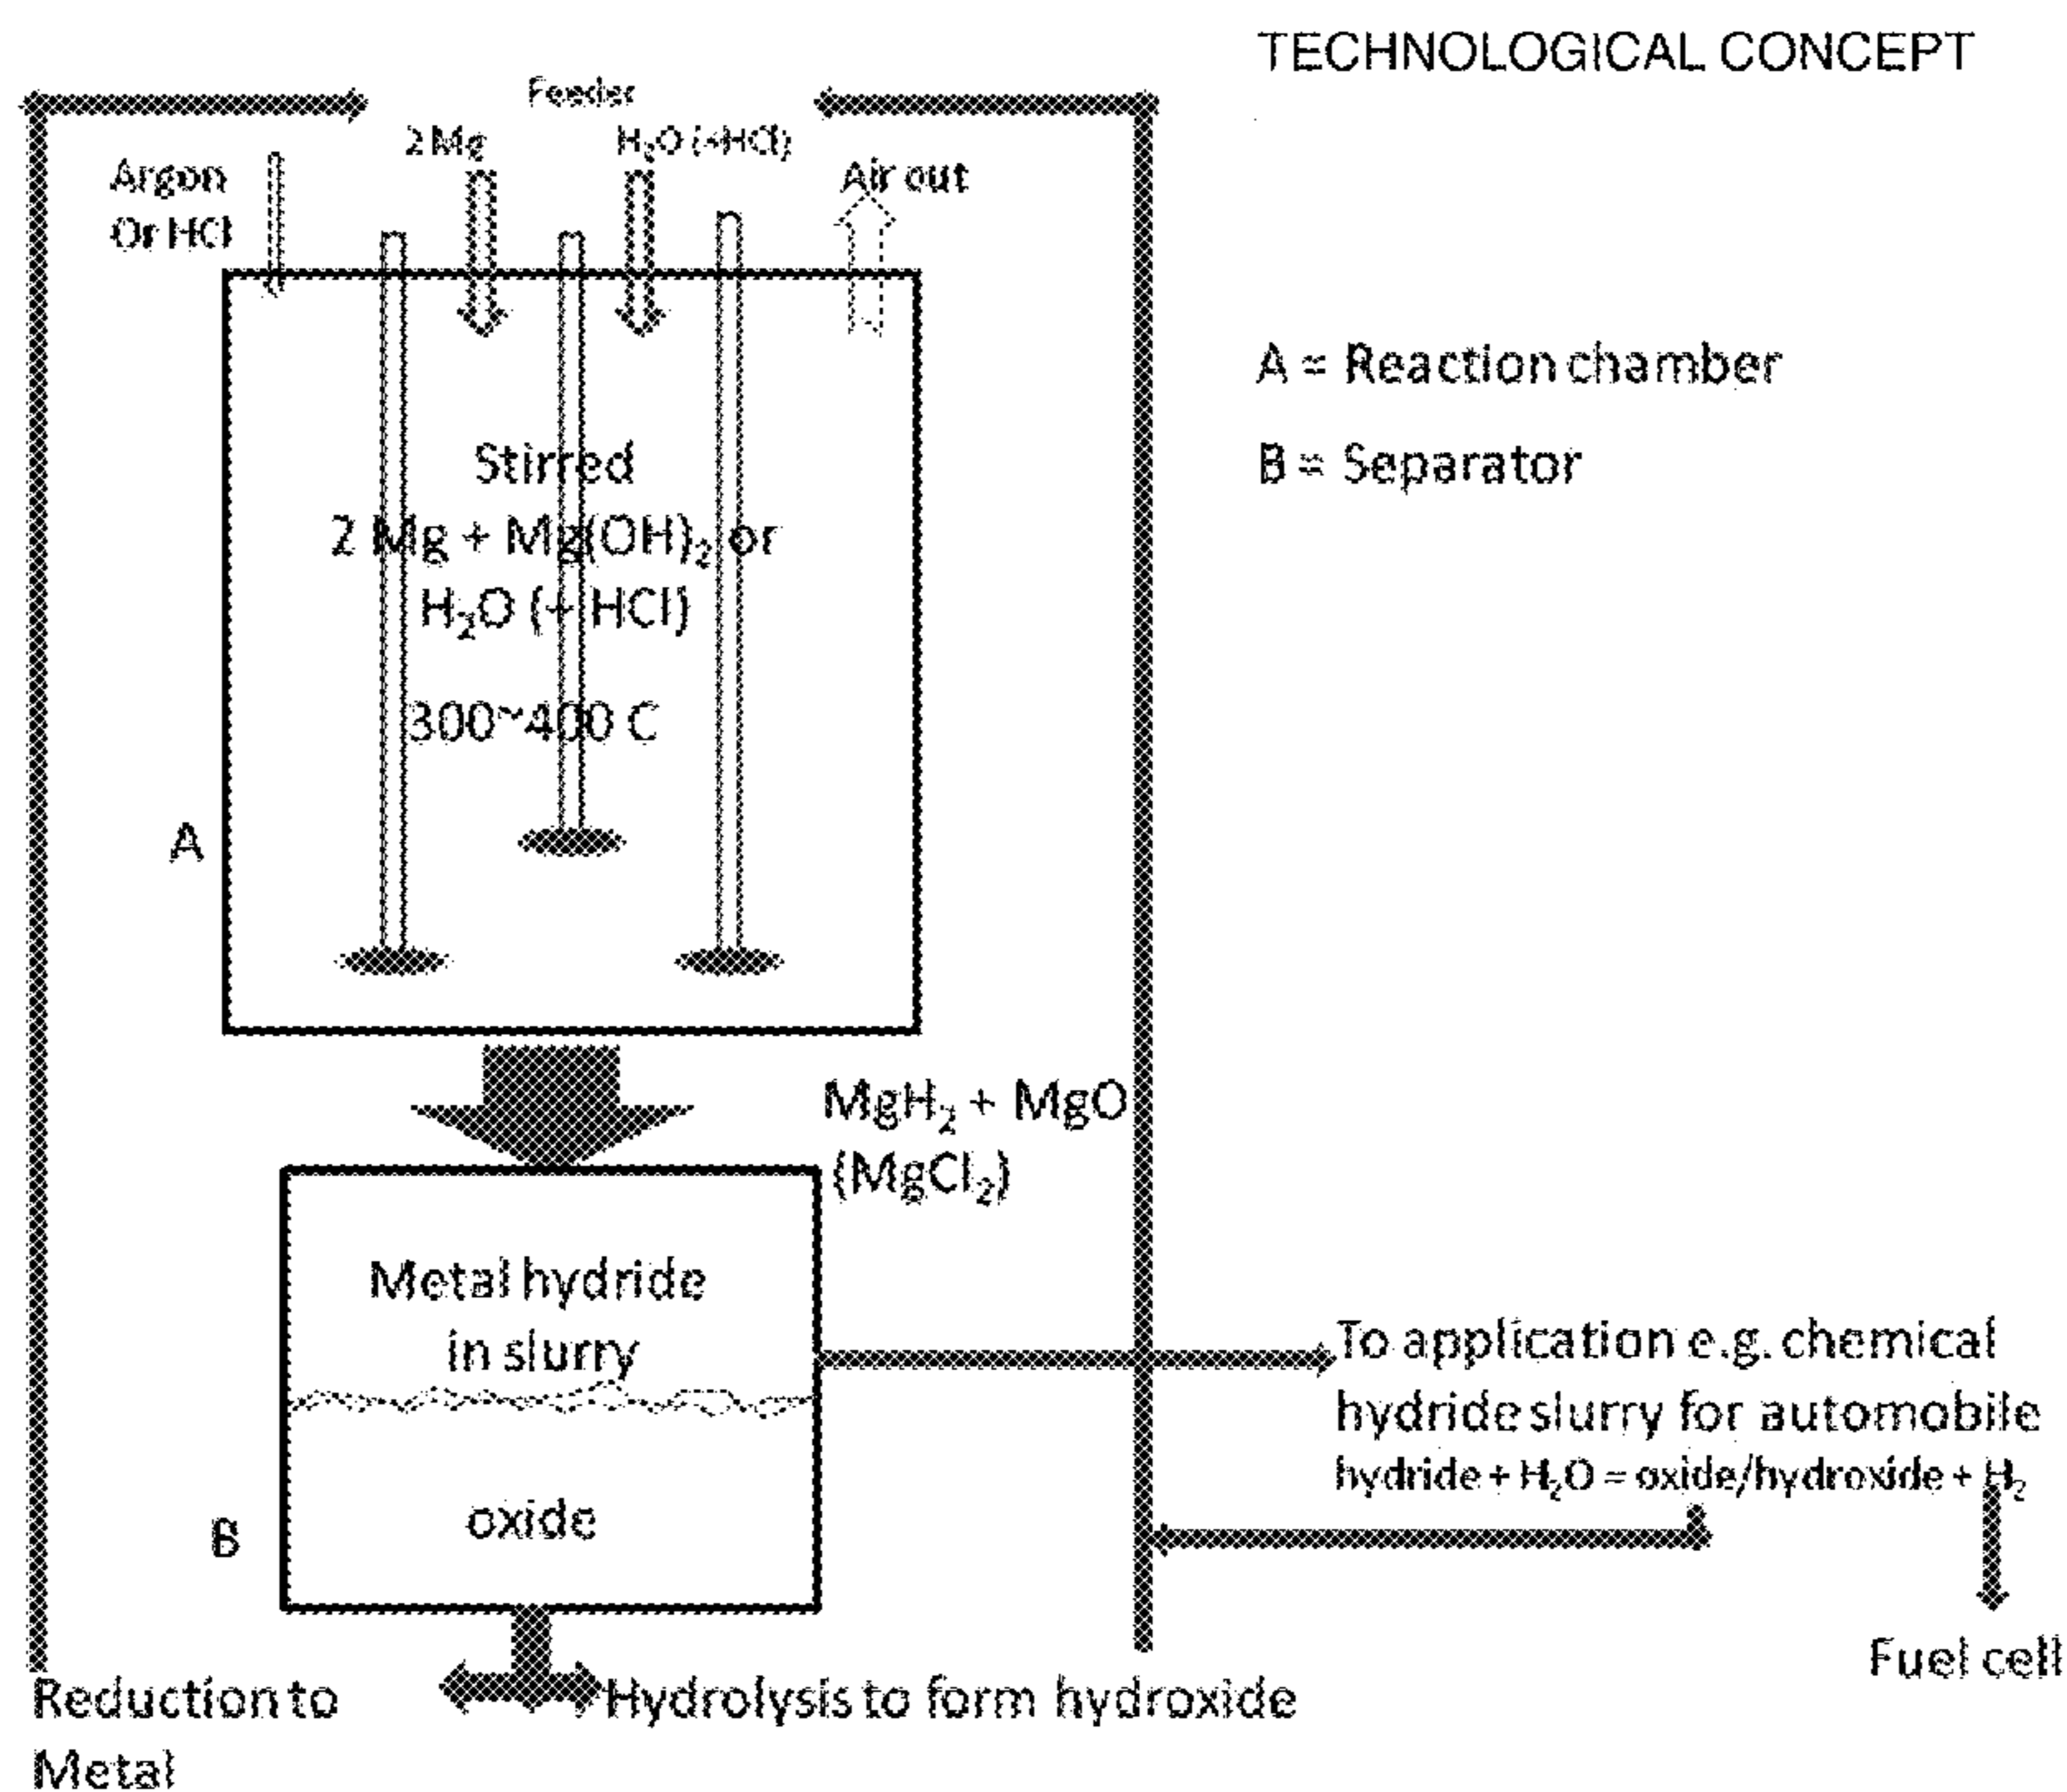 TECHNOLOGICAL CONCEPT
Feeder
2 Mg
H₂O (+HCl)
Argon
Or HCl
Air out
A = Reaction chamber
B = Separator
Stirred
2 Mg + Mg(OH)₂ or
H₂O (+ HCl)
300~400 C
A
MgH₂ + MgO
(MgCl₂)
Metal hydride
in slurry
oxide
B
To application e.g. chemical
hydride slurry for automobile
hydride + H₂O = oxide/hydroxide + H₂
Fuel cell
Reduction to
Metal
Hydrolysis to form hydroxide